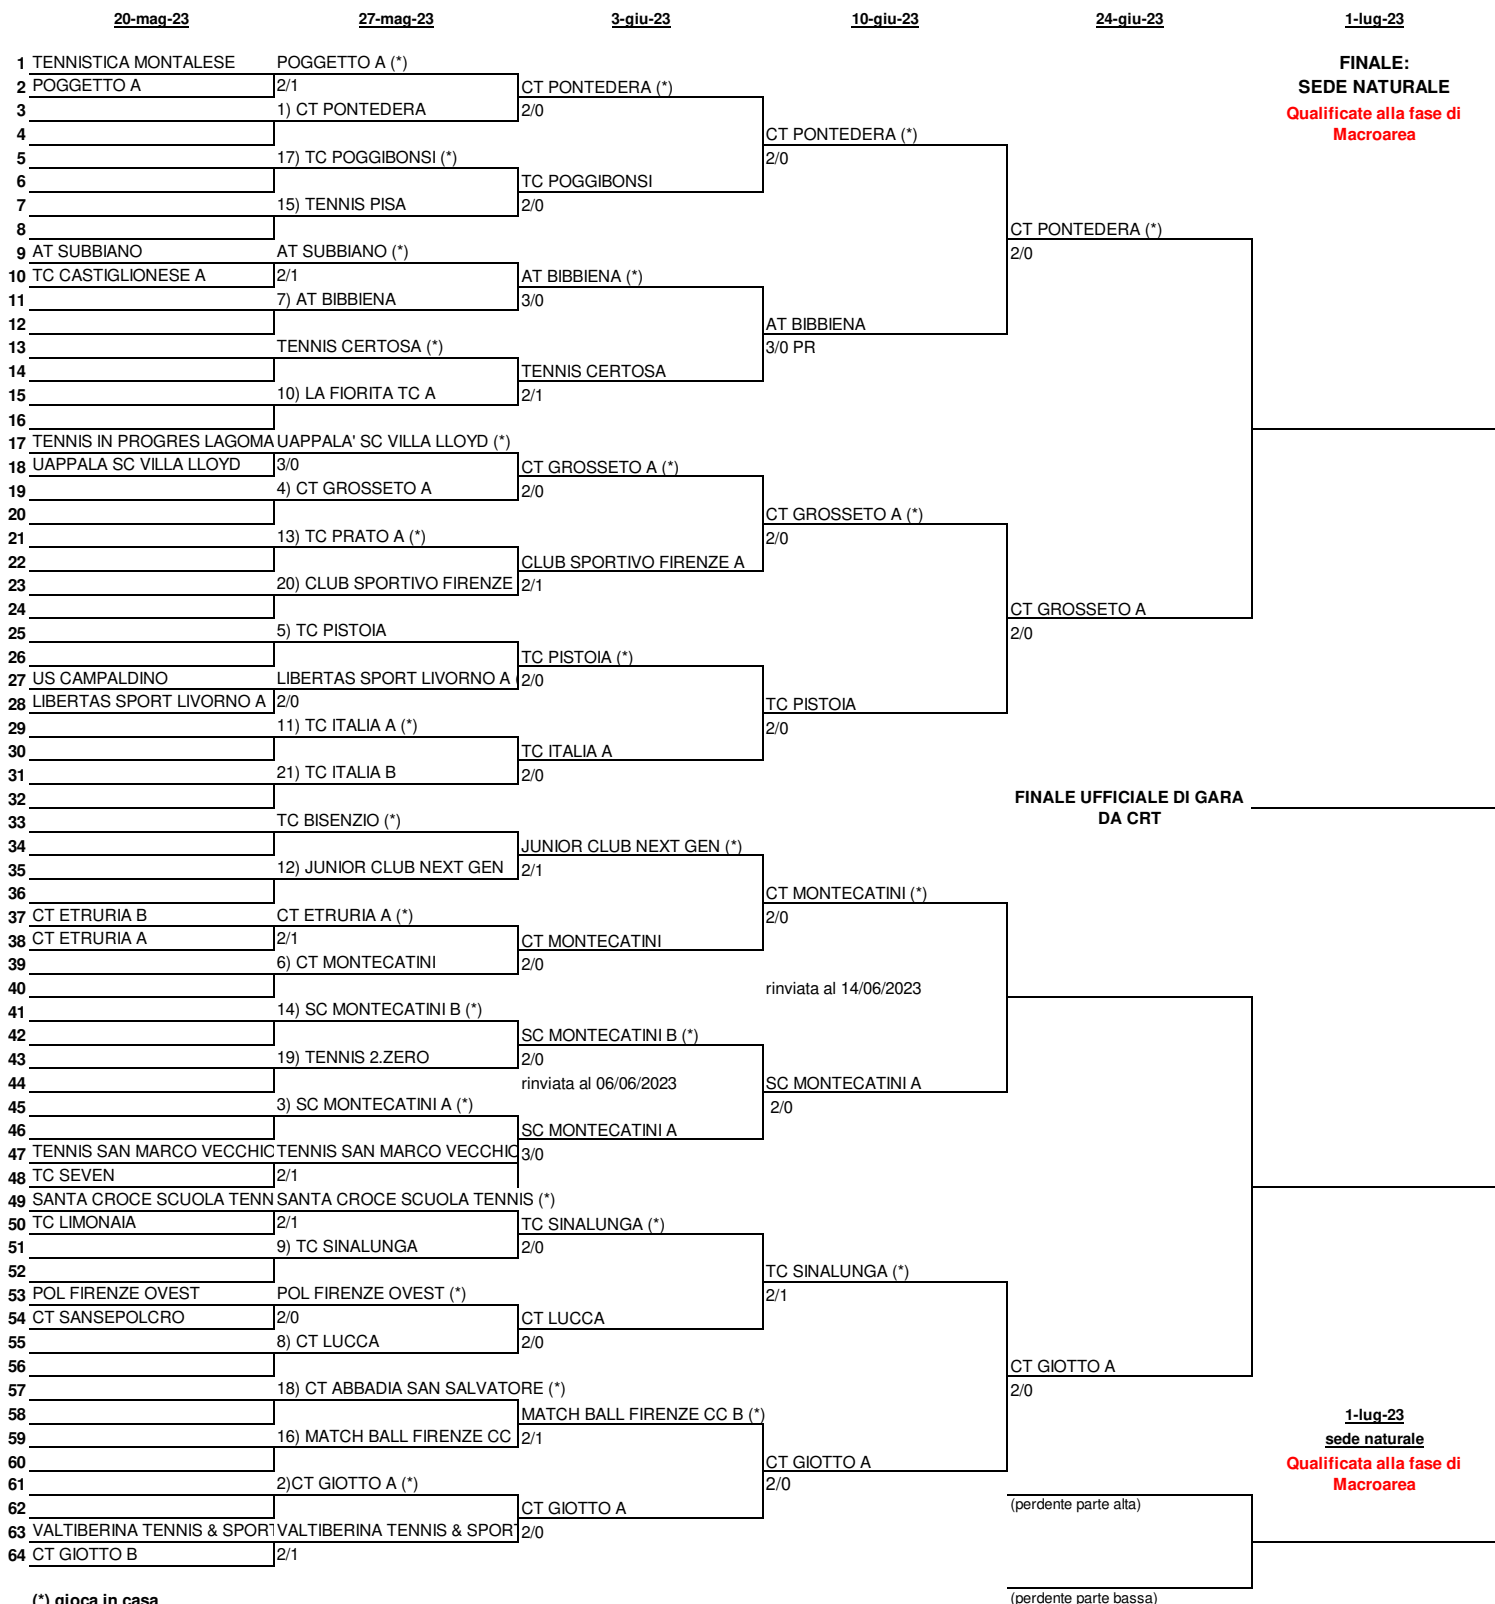 20-mag-23 27-mag-23 3-giu-23 10-giu-23 24-giu-23 1-lug-23
1 TENNISTICA MONTALESE POGGETTO A (*) FINALE:
2 POGGETTO A 2/1 CT PONTEDERA (*) SEDE NATURALE
3 1) CT PONTEDERA 2/0 Qualificate alla fase di
4 CT PONTEDERA (*) Macroarea
5 17) TC POGGIBONSI (*) 2/0
6 TC POGGIBONSI
7 15) TENNIS PISA 2/0
8 CT PONTEDERA (*)
9 AT SUBBIANO AT SUBBIANO (*) 2/0
10 TC CASTIGLIONESE A 2/1 AT BIBBIENA (*)
11 7) AT BIBBIENA 3/0
12 AT BIBBIENA
13 TENNIS CERTOSA (*) 3/0 PR
14 TENNIS CERTOSA
15 10) LA FIORITA TC A 2/1
16
17 TENNIS IN PROGRES LAGOMA UAPPALA' SC VILLA LLOYD (*)
18 UAPPALA SC VILLA LLOYD 3/0 CT GROSSETO A (*)
19 4) CT GROSSETO A 2/0
20 CT GROSSETO A (*)
21 13) TC PRATO A (*) 2/0
22 CLUB SPORTIVO FIRENZE A
23 20) CLUB SPORTIVO FIRENZE 2/1
24 CT GROSSETO A
25 5) TC PISTOIA 2/0
26 TC PISTOIA (*)
27 US CAMPALDINO LIBERTAS SPORT LIVORNO A ( 2/0
28 LIBERTAS SPORT LIVORNO A 2/0 TC PISTOIA
29 11) TC ITALIA A (*) 2/0
30 TC ITALIA A
31 21) TC ITALIA B 2/0
32 FINALE UFFICIALE DI GARA
33 TC BISENZIO (*) DA CRT
34 JUNIOR CLUB NEXT GEN (*)
35 12) JUNIOR CLUB NEXT GEN 2/1
36 CT MONTECATINI (*)
37 CT ETRURIA B CT ETRURIA A (*) 2/0
38 CT ETRURIA A 2/1 CT MONTECATINI
39 6) CT MONTECATINI 2/0
40 rinviata al 14/06/2023
41 14) SC MONTECATINI B (*)
42 SC MONTECATINI B (*)
43 19) TENNIS 2.ZERO 2/0
44 rinviata al 06/06/2023 SC MONTECATINI A
45 3) SC MONTECATINI A (*) 2/0
46 SC MONTECATINI A
47 TENNIS SAN MARCO VECCHIO TENNIS SAN MARCO VECCHIO 3/0
48 TC SEVEN 2/1
49 SANTA CROCE SCUOLA TENN SANTA CROCE SCUOLA TENNIS (*)
50 TC LIMONAIA 2/1 TC SINALUNGA (*)
51 9) TC SINALUNGA 2/0
52 TC SINALUNGA (*)
53 POL FIRENZE OVEST POL FIRENZE OVEST (*) 2/1
54 CT SANSEPOLCRO 2/0 CT LUCCA
55 8) CT LUCCA 2/0
56 CT GIOTTO A
57 18) CT ABBADIA SAN SALVATORE (*) 2/0
58 MATCH BALL FIRENZE CC B (*) 1-lug-23
59 16) MATCH BALL FIRENZE CC 2/1 sede naturale
60 CT GIOTTO A Qualificata alla fase di
61 2)CT GIOTTO A (*) 2/0 Macroarea
62 CT GIOTTO A (perdente parte alta)
63 VALTIBERINA TENNIS & SPORT VALTIBERINA TENNIS & SPORT 2/0
64 CT GIOTTO B 2/1
(*) gioca in casa (perdente parte bassa)